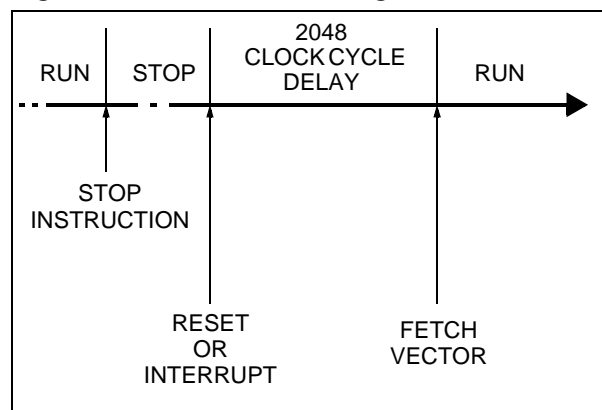 2048
CLOCK CYCLE
DELAY
RUN
STOP
RUN
STOP
INSTRUCTION
RESET
OR
INTERRUPT
FETCH
VECTOR